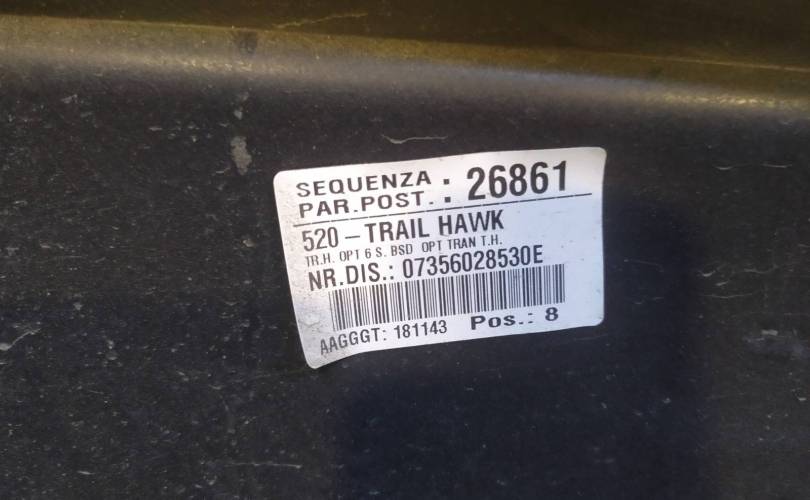 SEQUENZA : 26861
PAR.POST. :
520 – TRAIL HAWK
TR.H. OPT 6 S. BSD OPT TRAN T.H.
NR.DIS.: 07356028530E
AAGGGT: 181143 Pos.: 8